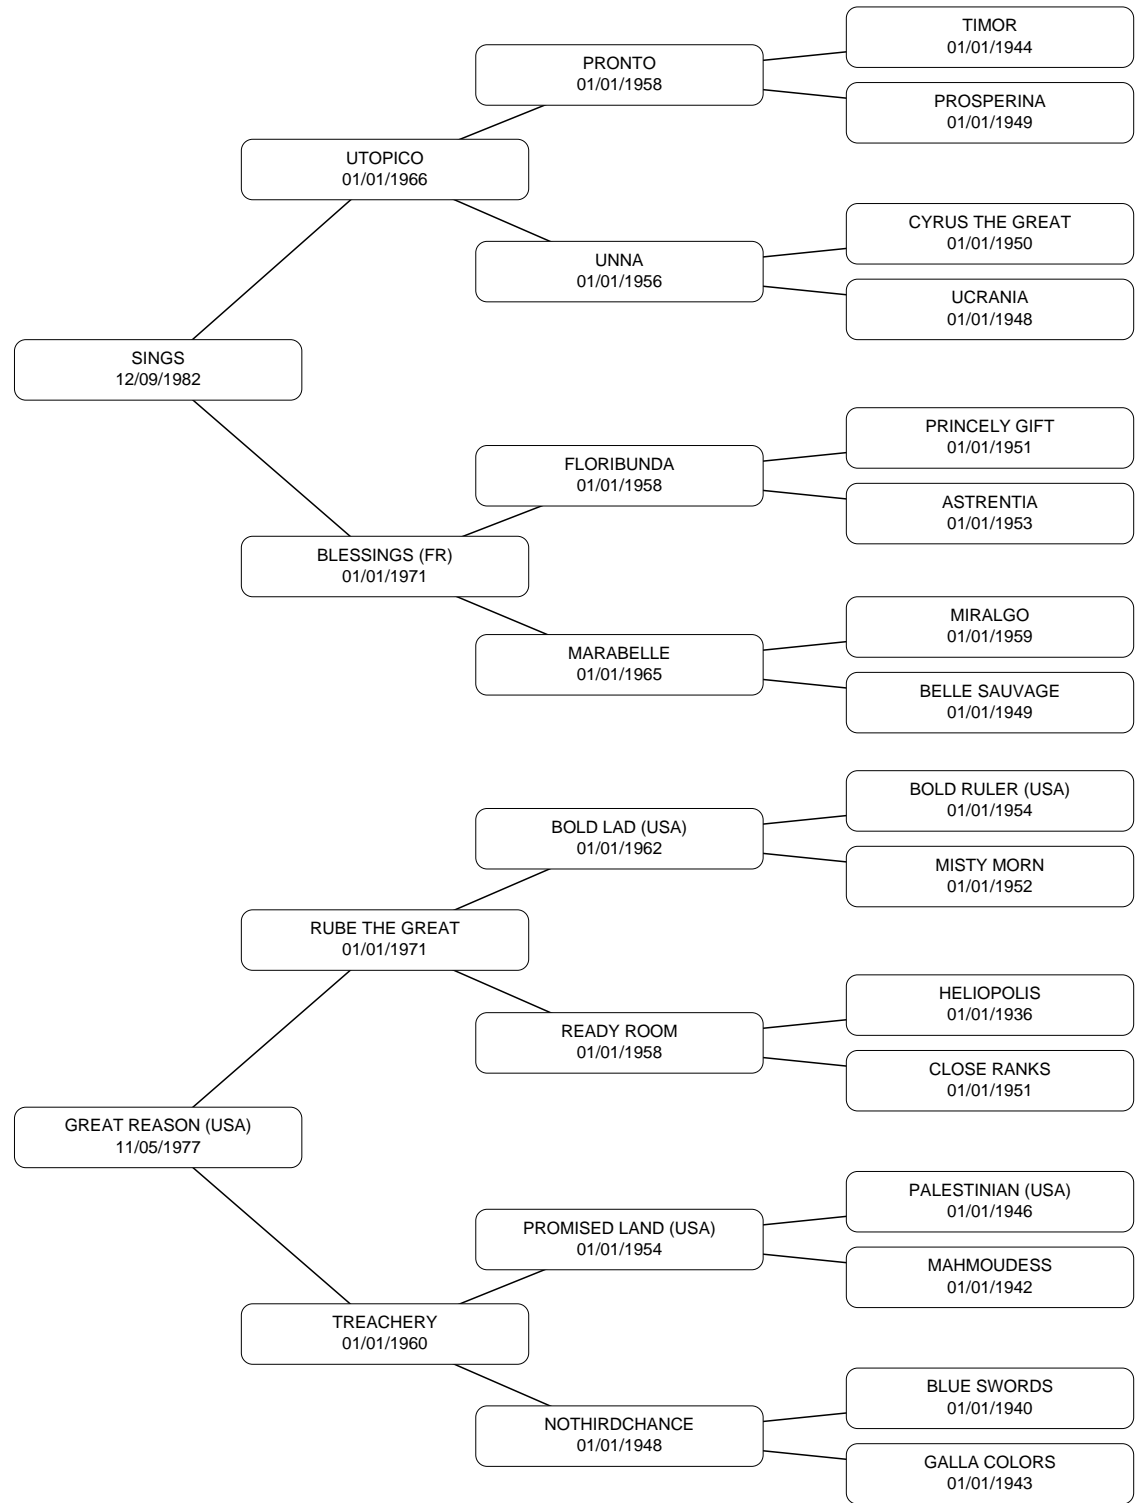 TIMOR
01/01/1944
PRONTO
01/01/1958
PROSPERINA
01/01/1949
UTOPICO
01/01/1966
CYRUS THE GREAT
01/01/1950
UNNA
01/01/1956
UCRANIA
01/01/1948
SINGS
12/09/1982
PRINCELY GIFT
01/01/1951
FLORIBUNDA
01/01/1958
ASTRENTIA
01/01/1953
BLESSINGS (FR)
01/01/1971
MIRALGO
01/01/1959
MARABELLE
01/01/1965
BELLE SAUVAGE
01/01/1949
BOLD RULER (USA)
01/01/1954
BOLD LAD (USA)
01/01/1962
MISTY MORN
01/01/1952
RUBE THE GREAT
01/01/1971
HELIOPOLIS
01/01/1936
READY ROOM
01/01/1958
CLOSE RANKS
01/01/1951
GREAT REASON (USA)
11/05/1977
PALESTINIAN (USA)
01/01/1946
PROMISED LAND (USA)
01/01/1954
MAHMOUDESS
01/01/1942
TREACHERY
01/01/1960
BLUE SWORDS
01/01/1940
NOTHIRDCHANCE
01/01/1948
GALLA COLORS
01/01/1943